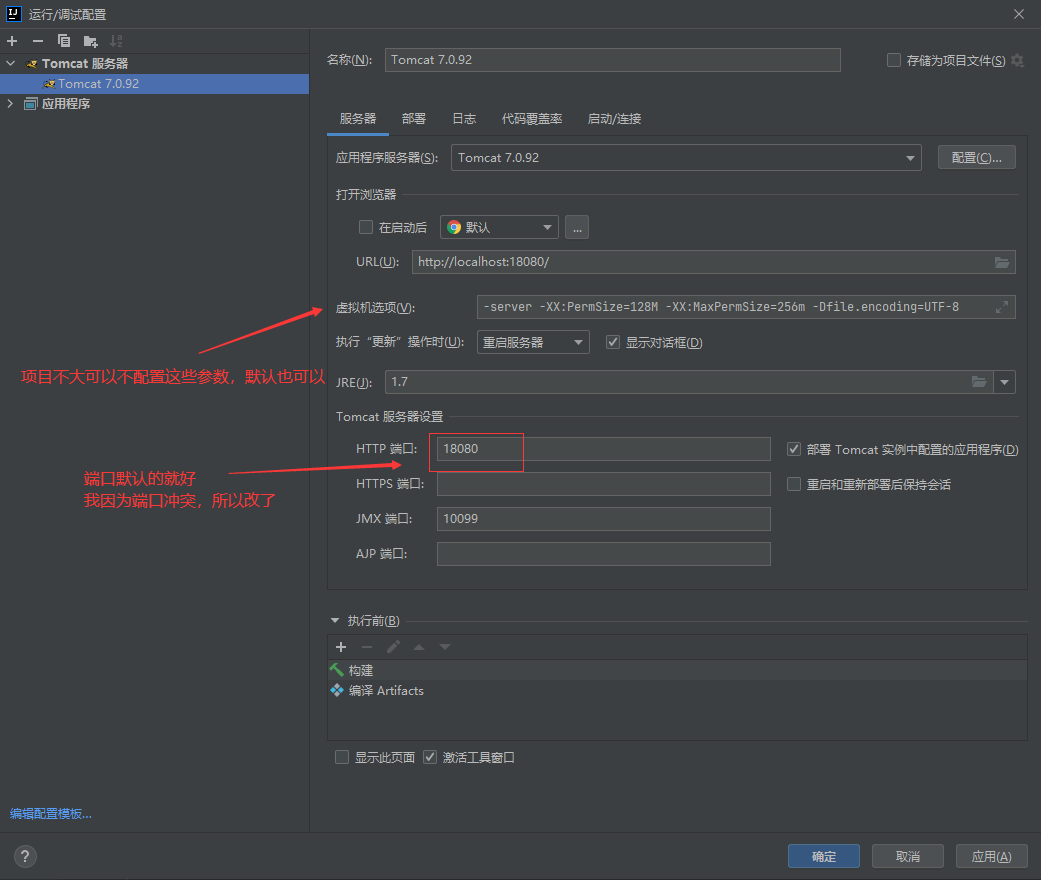 运行/调试配置
Tomcat 服务器
Tomcat 7.0.92
应用程序
编辑配置模板...
名称(N):
Tomcat 7.0.92
存储为项目文件(S)
服务器 部署 日志 代码覆盖率 启动/连接
应用程序服务器(S): Tomcat 7.0.92 配置(C)...
打开浏览器
在启动后 默认 ...
URL(U): http://localhost:18080/
虚拟机选项(V): -server -XX:PermSize=128M -XX:MaxPermSize=256m -Dfile.encoding=UTF-8
执行“更新”操作时(U): 重启服务器 显示对话框(D)
项目不大可以不配置这些参数，默认也可以
JRE(J): 1.7
Tomcat 服务器设置
HTTP 端口: 18080 部署 Tomcat 实例中配置的应用程序(D)
端口默认的就好
我因为端口冲突，所以改了
HTTPS 端口: 重启和重新部署后保持会话
JMX 端口: 10099
AJP 端口:
执行前(B)
构建
编译 Artifacts
显示此页面 激活工具窗口
? 确定 取消 应用(A)